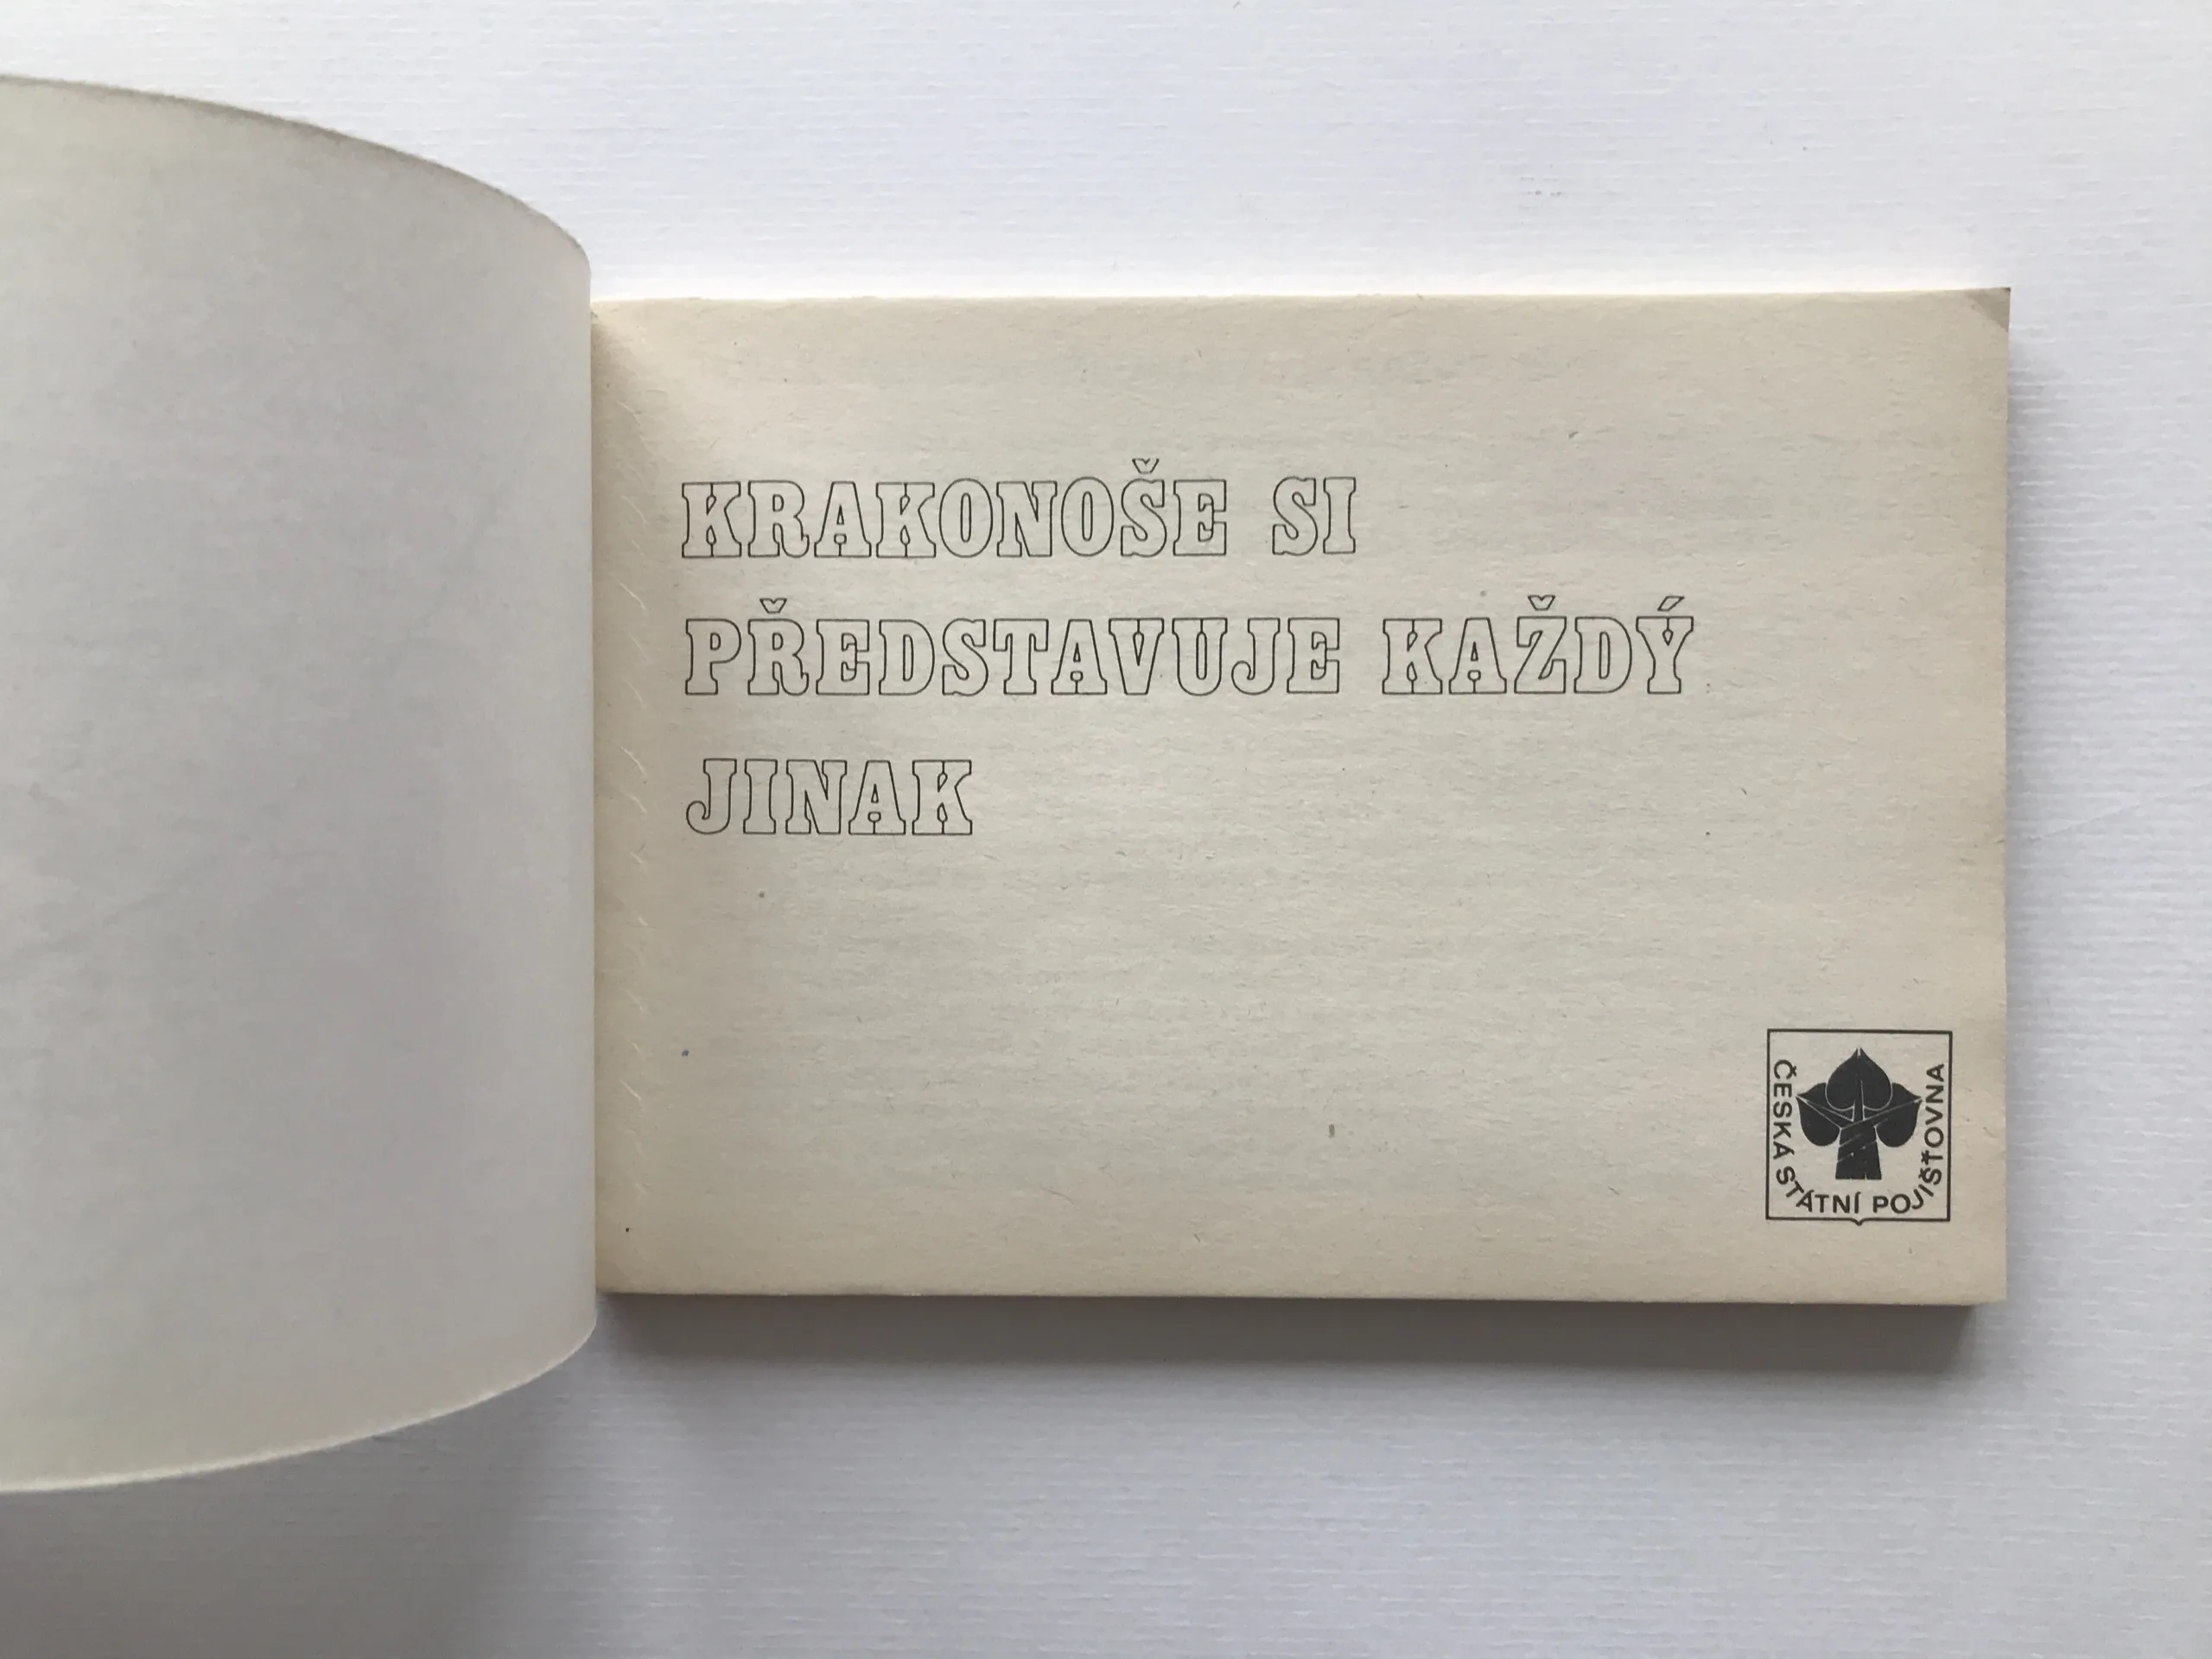 KRAKONOŠE SI
PŘEDSTAVUJE KAŽDÝ
JINAK
ČESKÁ STÁTNÍ POJIŠŤOVNA